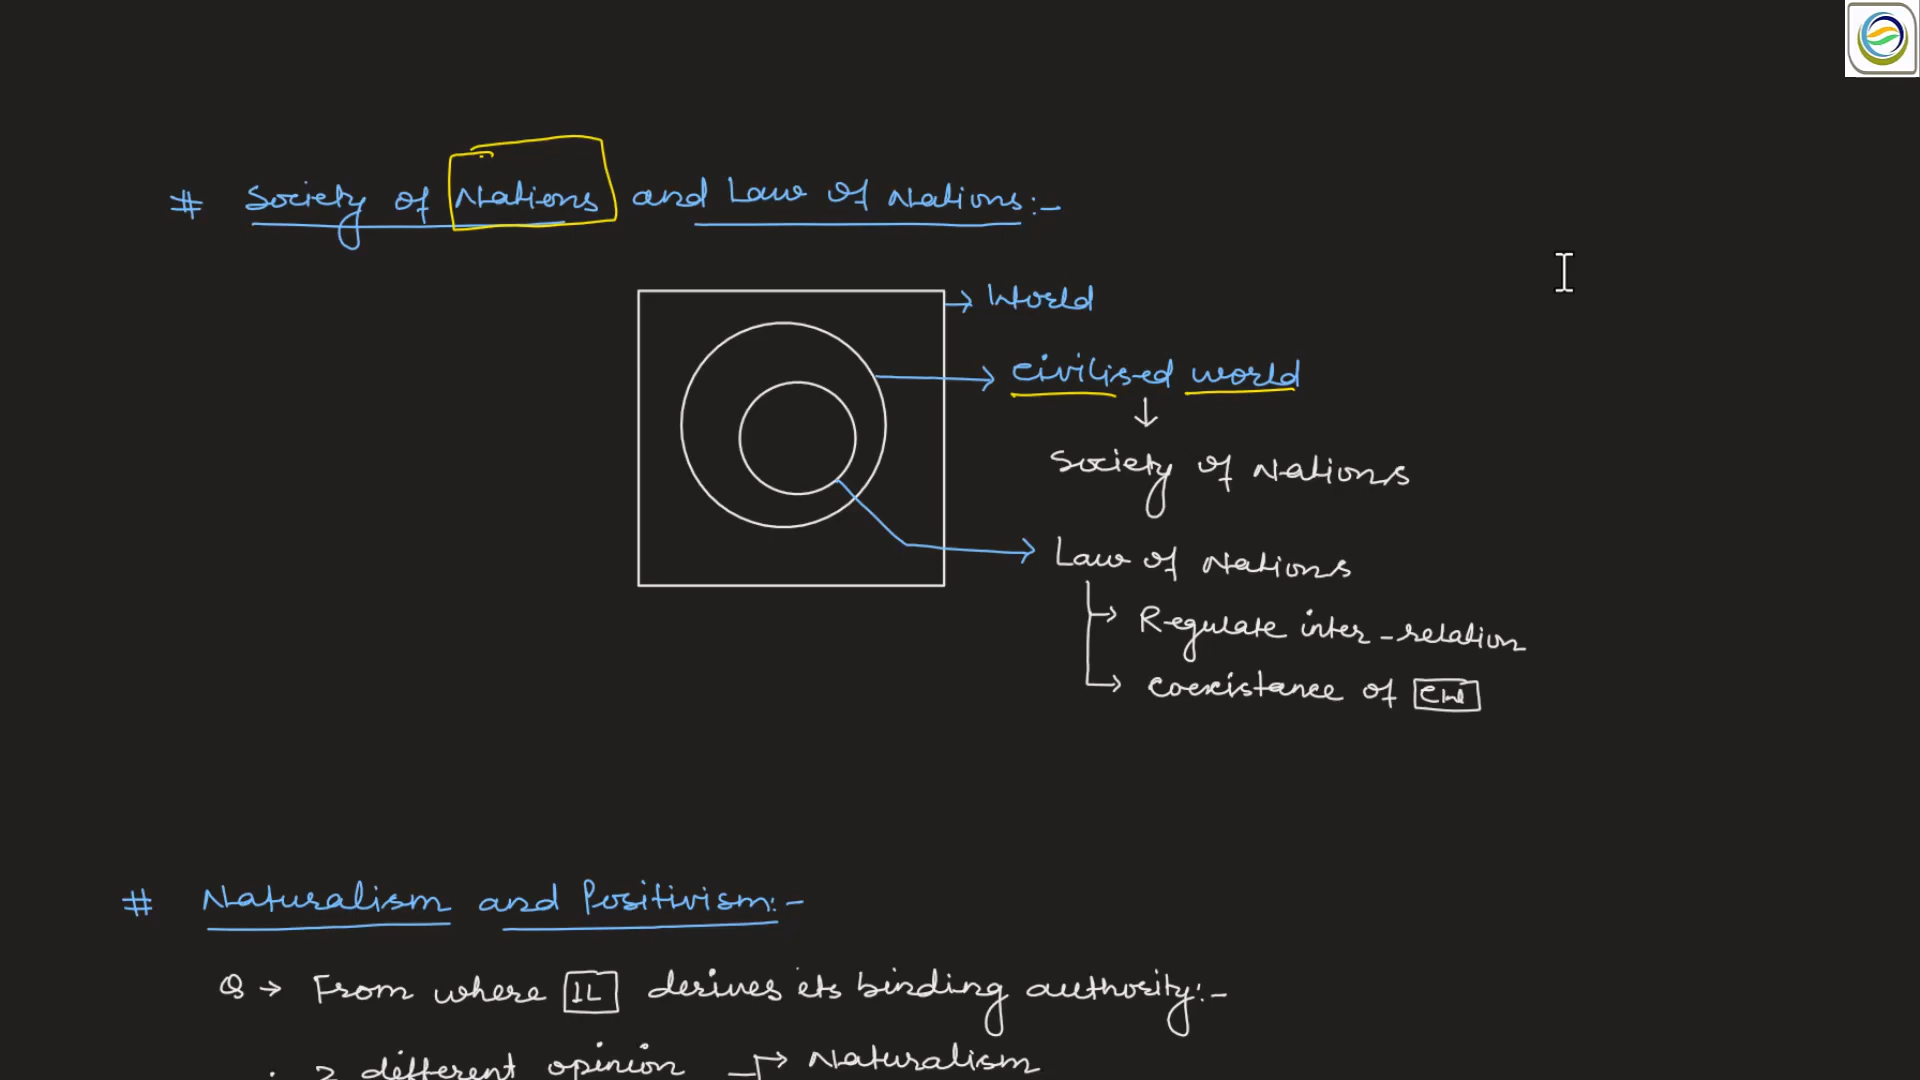 # Society of Nations and Law of Nations:-
→ World
→ Civilised world
↓
Society of Nations
→ Law of Nations
→ Regulate inter-relation
→ Coexistance of CW
# Naturalism and Positivism:-
Q → From where IL derives its binding authority:-
. 2 different opinion → Naturalism